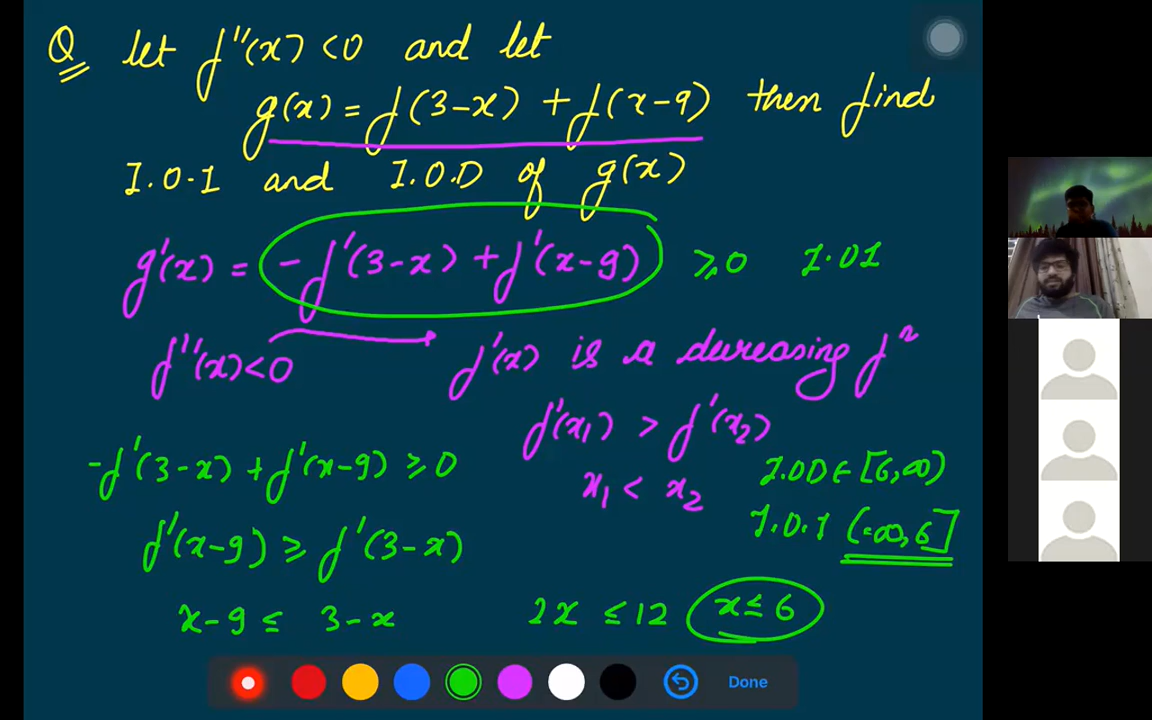 Q let f''(x) < 0 and let
g(x) = f(3-x) + f(x-9) then find
I.O.I and I.O.D of g(x)
g'(x) = -f'(3-x) + f'(x-9) ≥ 0 I.O.I
f''(x) < 0 → f'(x) is a decreasing fⁿ
f'(x₁) > f'(x₂)
x₁ < x₂
-f'(3-x) + f'(x-9) ≥ 0
I.O.D ∈ [6,∞)
f'(x-9) ≥ f'(3-x)
I.O.I (-∞,6]
x-9 ≤ 3-x 2x ≤ 12 x ≤ 6
Done